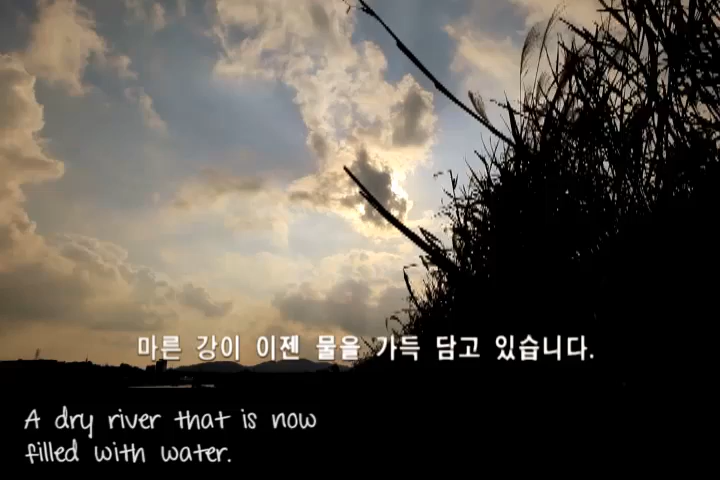 마른 강이 이젠 물을 가득 담고 있습니다.
A dry river that is now
filled with water.